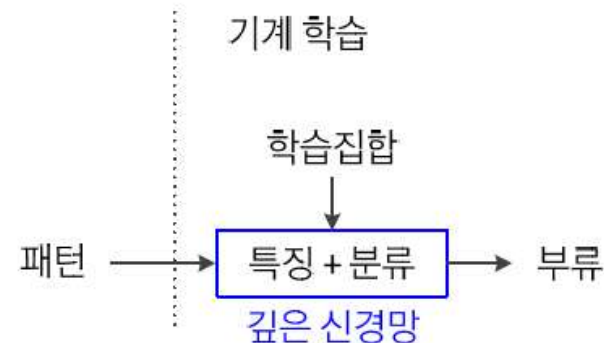 기계 학습
학습집합
패턴
특징 + 분류
부류
깊은 신경망